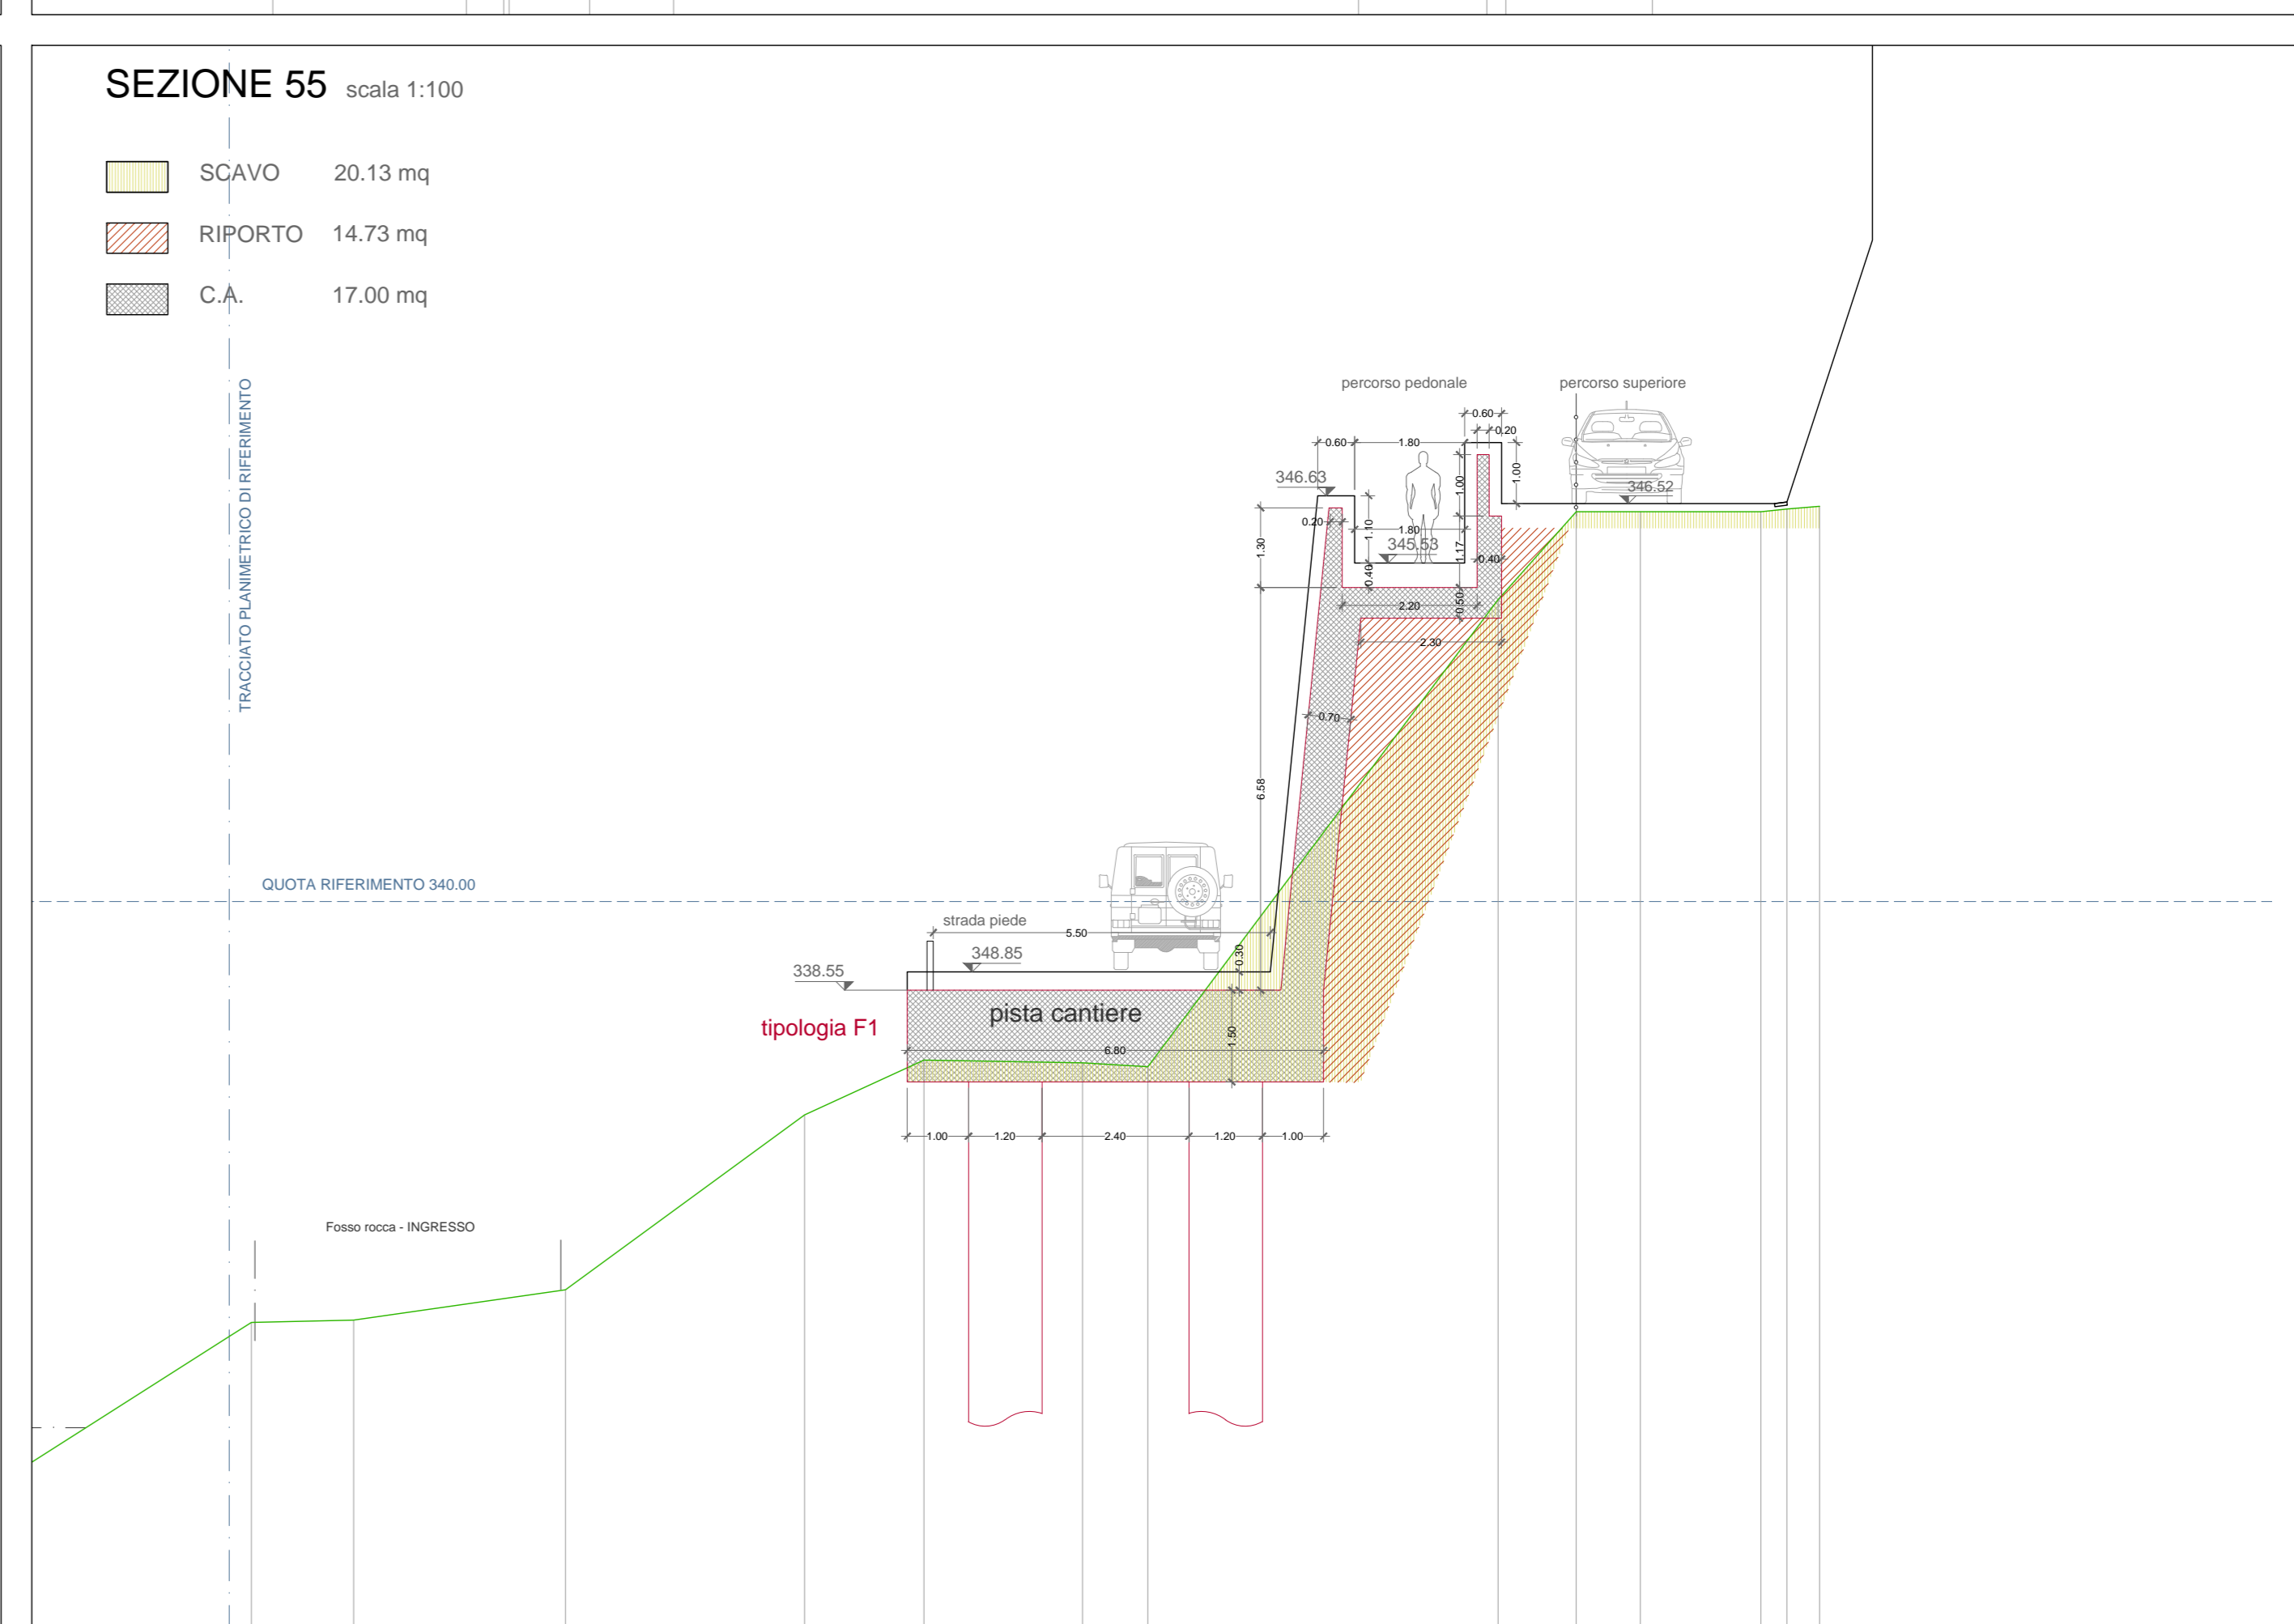 SEZIONE 55 scala 1:100
SCAVO 20.13 mq
RIPORTO 14.73 mq
C.A. 17.00 mq
TRACCIATO PLANIMETRICO DI RIFERIMENTO
QUOTA RIFERIMENTO 340.00
percorso pedonale
percorso superiore
0.60
0.20
0.60
1.80
1.00
1.00
346.63
346.52
0.20
1.10
1.80
345.53
1.17
0.40
1.30
0.40
0.50
2.20
2.30
0.70
6.58
strada piede
5.50
348.85
0.30
338.55
pista cantiere
tipologia F1
1.50
6.80
1.00
1.20
2.40
1.20
1.00
Fosso rocca - INGRESSO